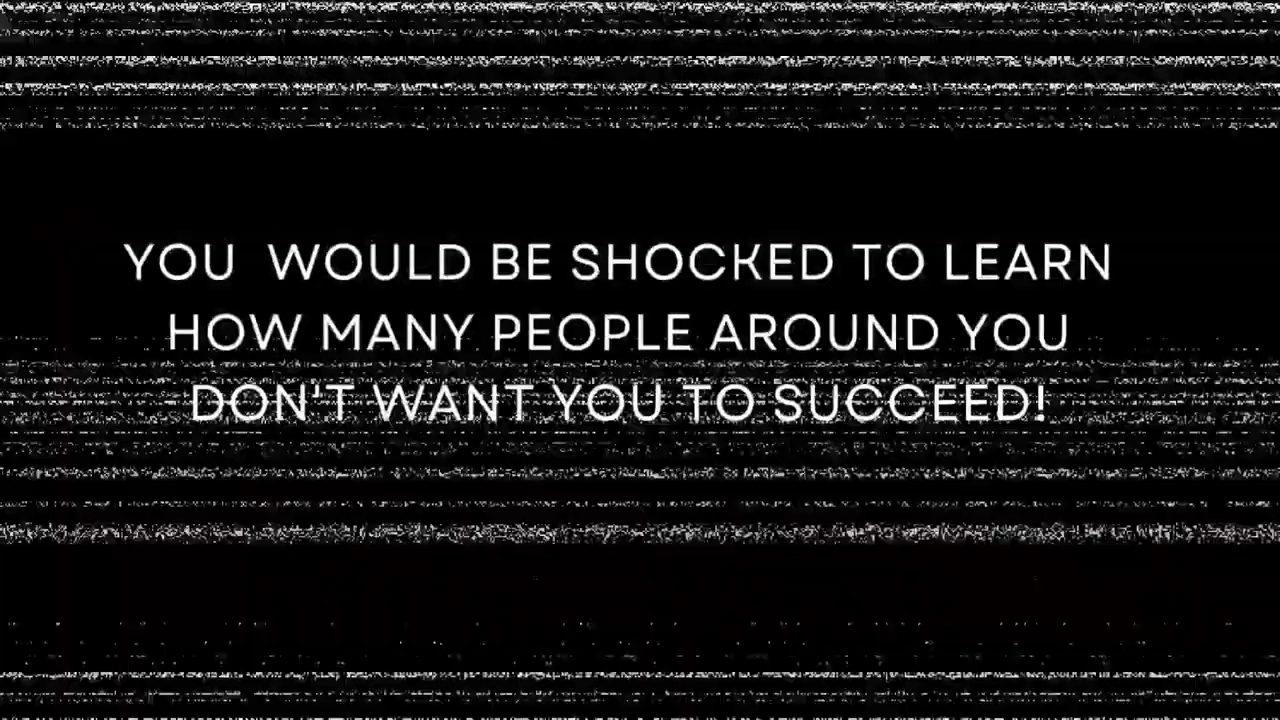 YOU WOULD BE SHOCKED TO LEARN
HOW MANY PEOPLE AROUND YOU
DON'T WANT YOU TO SUCCEED!